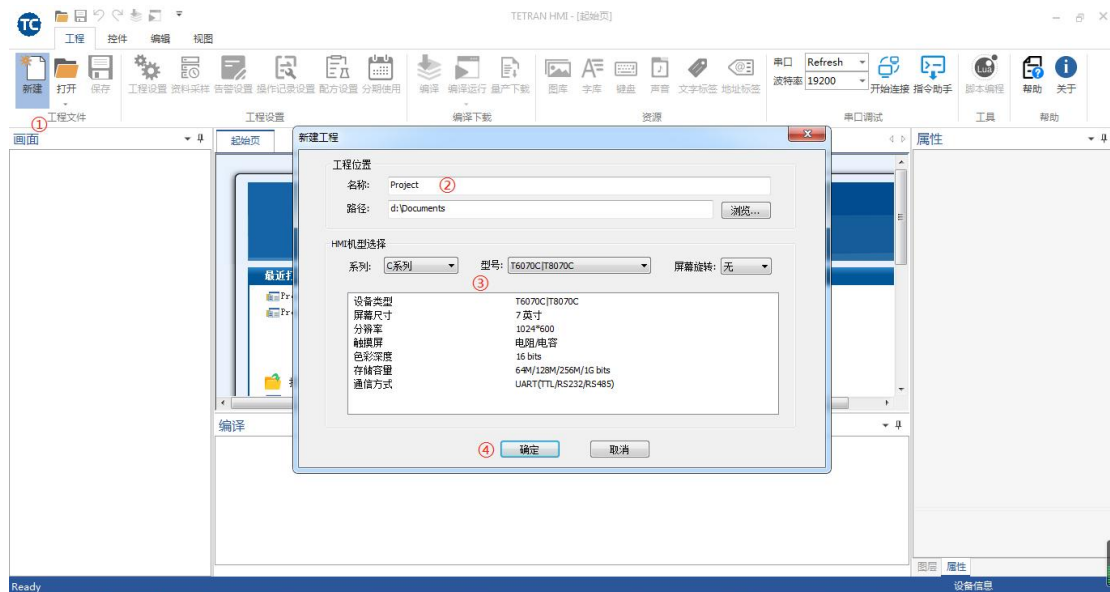 TC
TETRAN HMI - [起始页]
工程 控件 编辑 视图
新建 打开 保存 工程设置 资料采样 告警设置 操作记录设置 配方设置 分期使用 编译 编译运行 量产下载 图库 字库 键盘 声音 文字标签 地址标签 串口 Refresh 波特率 19200 开始连接 指令助手 Lua 脚本编程 帮助 关于
① 工程文件 工程设置 编译下载 资源 串口调试 工具 帮助
画面
起始页
新建工程
工程位置
名称: Project ②
路径: d:\Documents 浏览...
HMI机型选择
系列: C系列 型号: T6070C|T8070C 屏幕旋转: 无
③
设备类型 T6070C|T8070C
屏幕尺寸 7 英寸
分辨率 1024*600
触摸屏 电阻/电容
色彩深度 16 bits
存储容量 64M/128M/256M/1G bits
通信方式 UART(TTL/RS232/RS485)
④ 确定 取消
最近打
Pr
Pr
编译
属性
图层 属性
Ready 设备信息